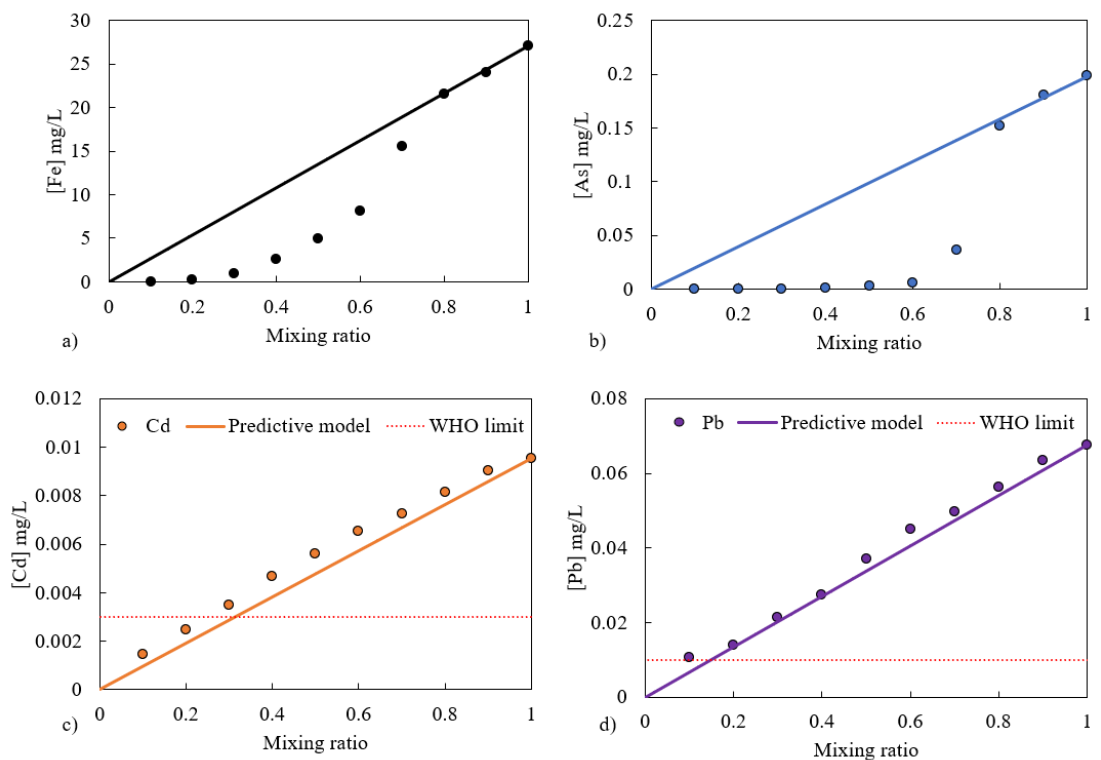 30
25
20
15
10
5
0
0 0.2 0.4 0.6 0.8 1
[Fe] mg/L
Mixing ratio
a)
0.25
0.2
0.15
0.1
0.05
0
0 0.2 0.4 0.6 0.8 1
[As] mg/L
Mixing ratio
b)
0.012
0.01
0.008
0.006
0.004
0.002
0
0 0.2 0.4 0.6 0.8 1
Cd Predictive model WHO limit
[Cd] mg/L
Mixing ratio
c)
0.08
0.06
0.04
0.02
0
0 0.2 0.4 0.6 0.8 1
Pb Predictive model WHO limit
[Pb] mg/L
Mixing ratio
d)